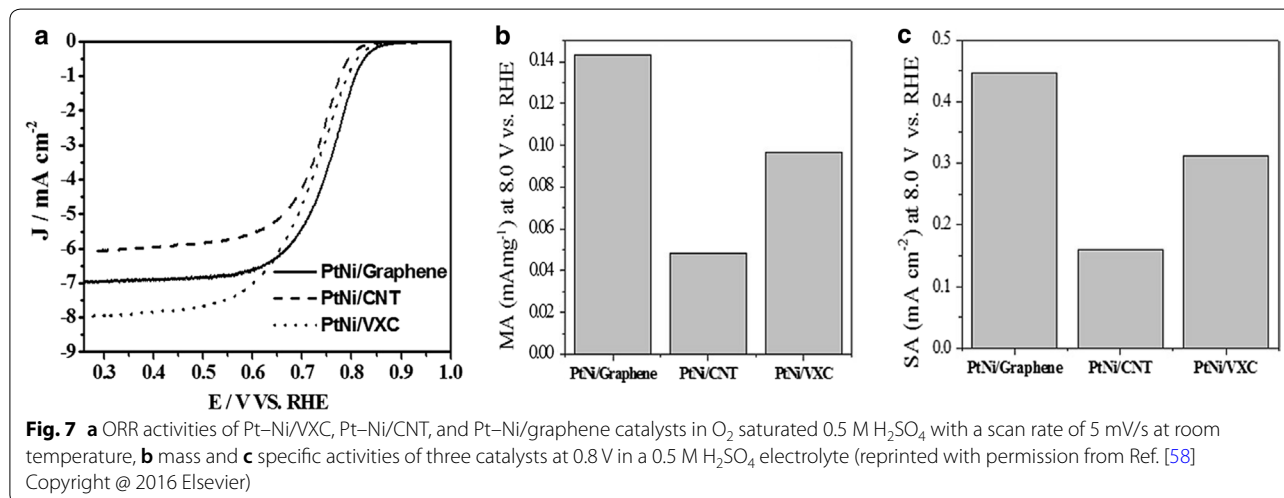 a
0
-1
-2
-3
-4
-5
-6
-7
-8
-9
J / mA cm⁻²
PtNi/Graphene
PtNi/CNT
PtNi/VXC
0.3 0.4 0.5 0.6 0.7 0.8 0.9 1.0
E / V VS. RHE
b
0.14
0.12
0.10
0.08
0.06
0.04
0.02
0.00
MA (mAmg⁻¹) at 8.0 V vs. RHE
PtNi/Graphene PtNi/CNT PtNi/VXC
c
0.5
0.4
0.3
0.2
0.1
0.0
SA (mA cm⁻²) at 8.0 V vs. RHE
PtNi/Graphene PtNi/CNT PtNi/VXC
Fig. 7 a ORR activities of Pt–Ni/VXC, Pt–Ni/CNT, and Pt–Ni/graphene catalysts in O₂ saturated 0.5 M H₂SO₄ with a scan rate of 5 mV/s at room
temperature, b mass and c specific activities of three catalysts at 0.8 V in a 0.5 M H₂SO₄ electrolyte (reprinted with permission from Ref. [58]
Copyright @ 2016 Elsevier)